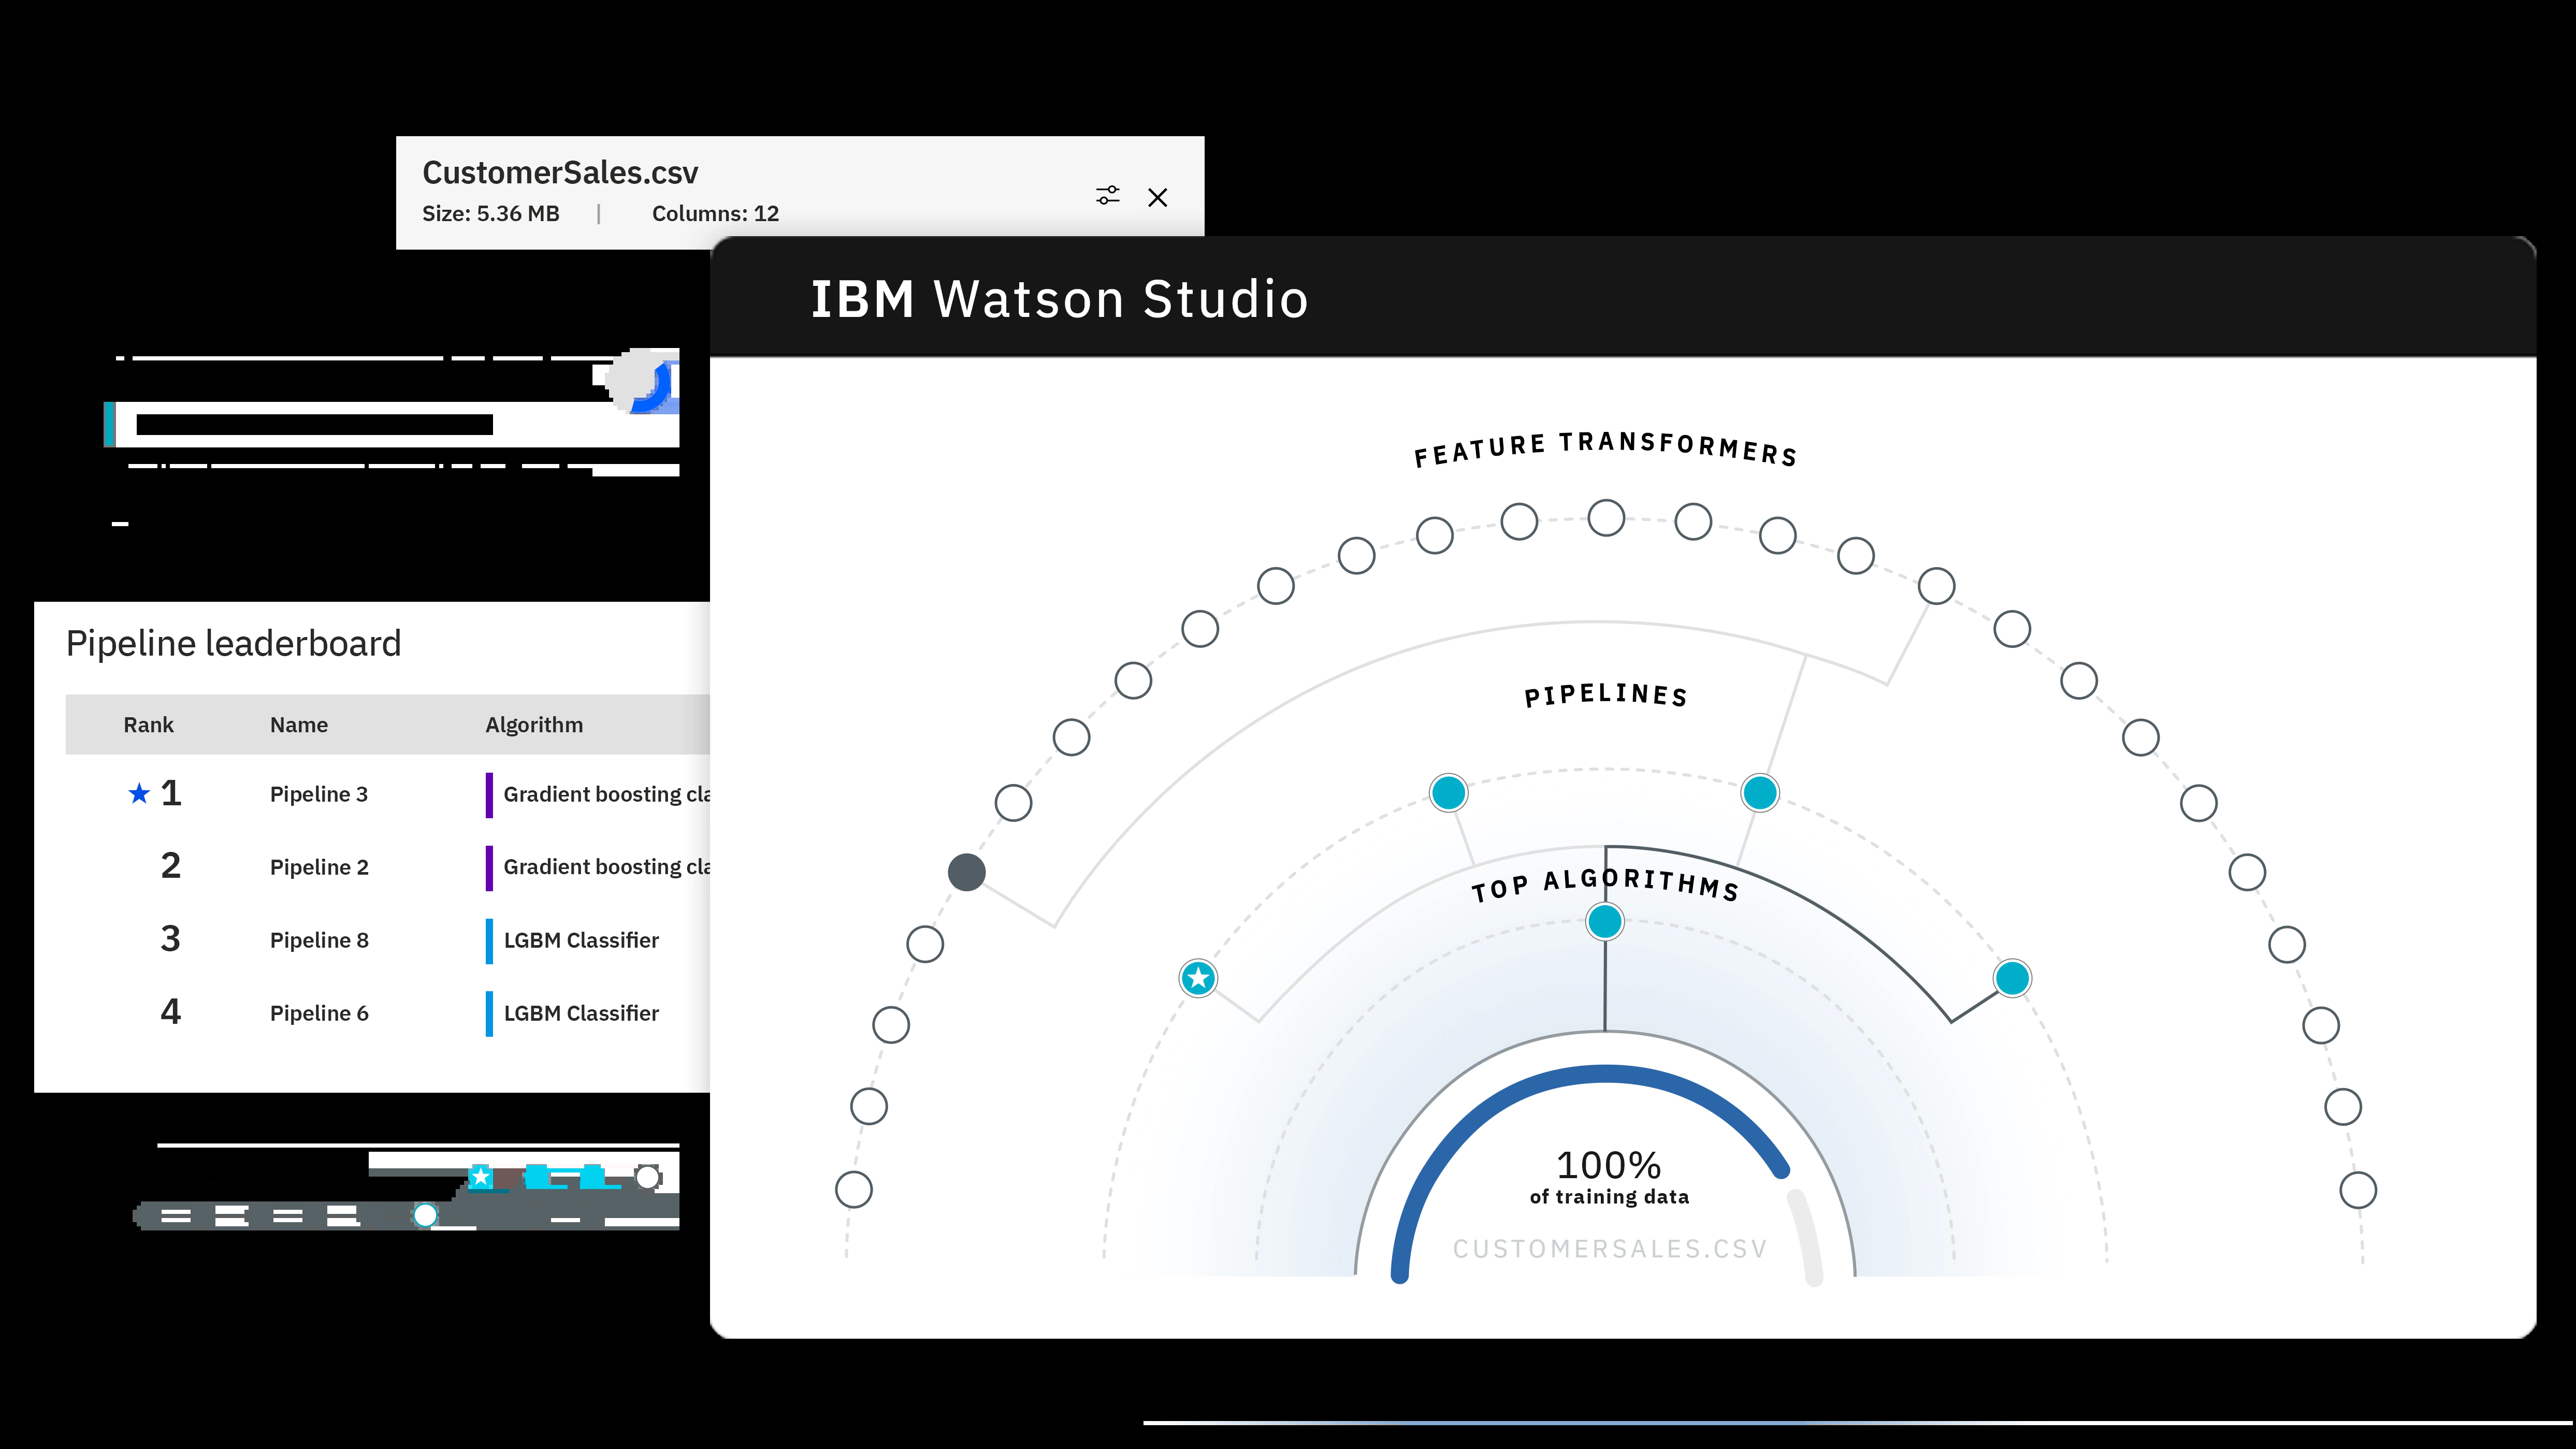 CustomerSales.csv
Size: 5.36 MB | Columns: 12
IBM Watson Studio
Pipeline leaderboard
Rank Name Algorithm
1 Pipeline 3 Gradient boosting cla
2 Pipeline 2 Gradient boosting cla
3 Pipeline 8 LGBM Classifier
4 Pipeline 6 LGBM Classifier
FEATURE TRANSFORMERS
PIPELINES
TOP ALGORITHMS
100%
of training data
CUSTOMERSALES.CSV